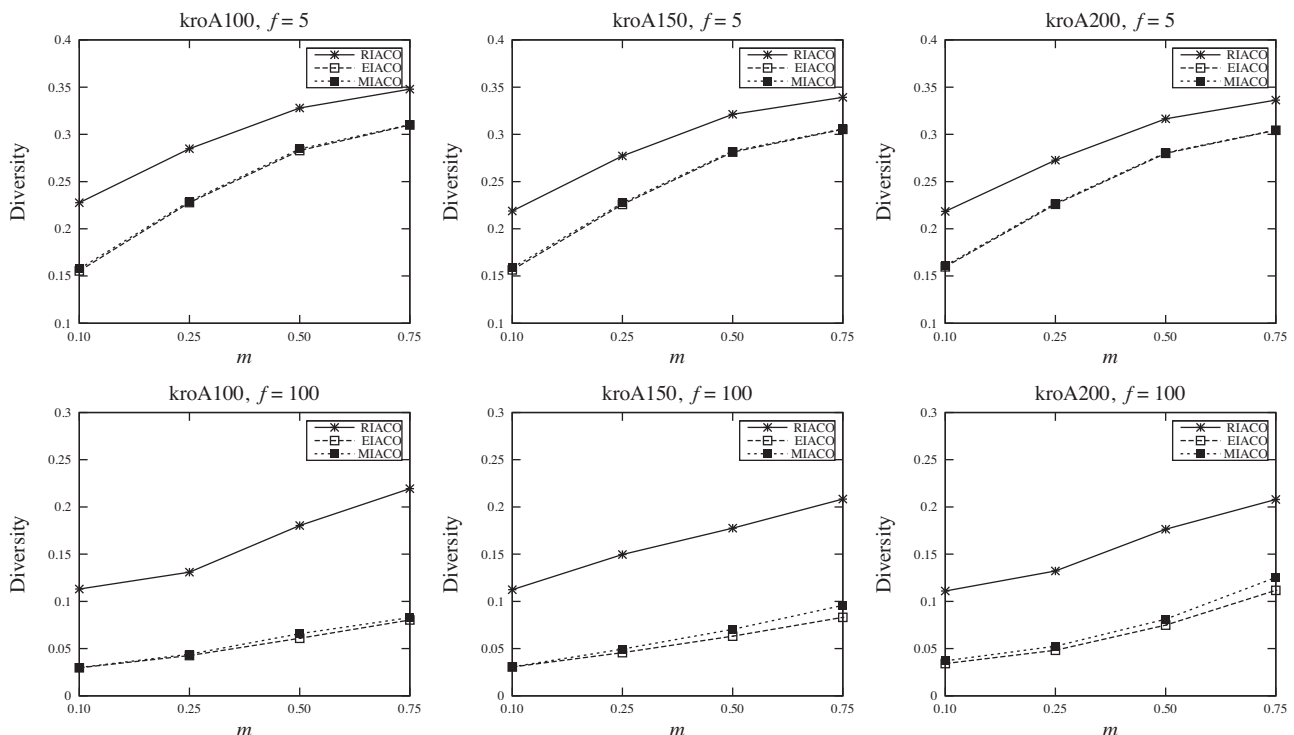 kroA100, f = 5
0.4
0.35
0.3
0.25
0.2
0.15
0.1
Diversity
RIACO
EIACO
MIACO
0.10
0.25
0.50
0.75
m
kroA150, f = 5
0.4
0.35
0.3
0.25
0.2
0.15
0.1
Diversity
RIACO
EIACO
MIACO
0.10
0.25
0.50
0.75
m
kroA200, f = 5
0.4
0.35
0.3
0.25
0.2
0.15
0.1
Diversity
RIACO
EIACO
MIACO
0.10
0.25
0.50
0.75
m
kroA100, f = 100
0.3
0.25
0.2
0.15
0.1
0.05
0
Diversity
RIACO
EIACO
MIACO
0.10
0.25
0.50
0.75
m
kroA150, f = 100
0.3
0.25
0.2
0.15
0.1
0.05
0
Diversity
RIACO
EIACO
MIACO
0.10
0.25
0.50
0.75
m
kroA200, f = 100
0.3
0.25
0.2
0.15
0.1
0.05
0
Diversity
RIACO
EIACO
MIACO
0.10
0.25
0.50
0.75
m